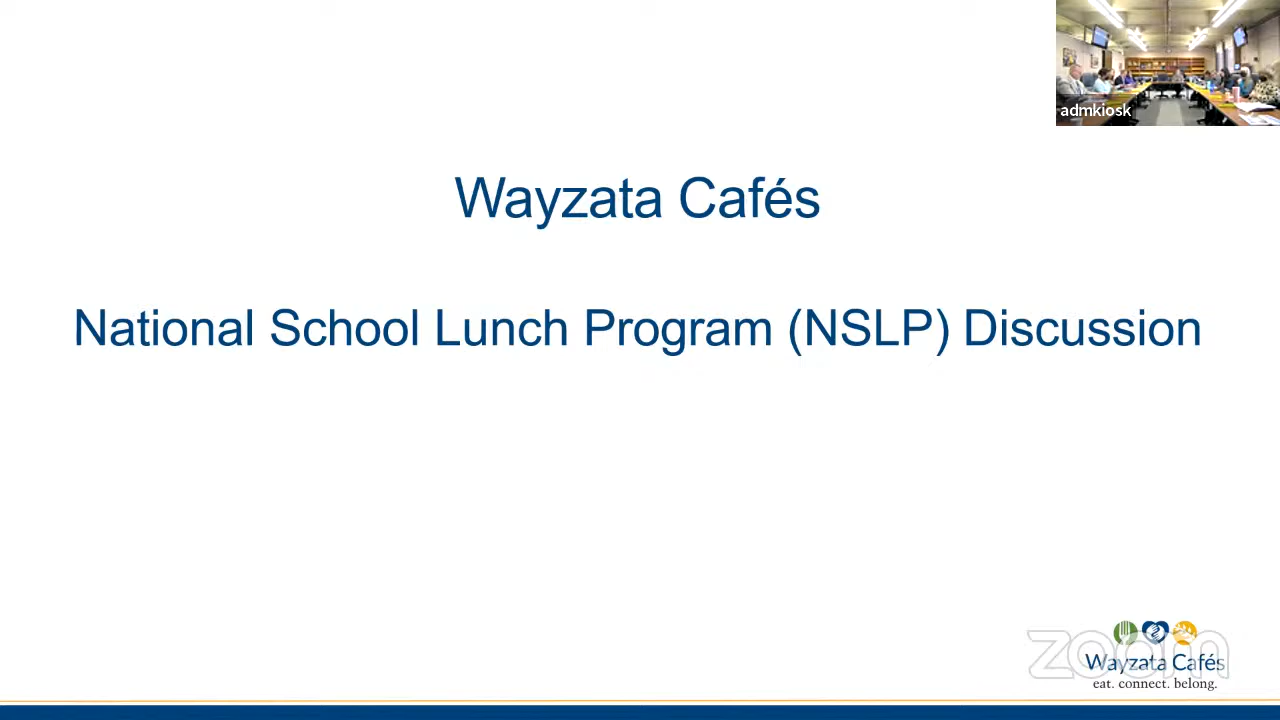 admkiosk
Wayzata Cafés
National School Lunch Program (NSLP) Discussion
zoom
Wayzata Cafés
eat. connect. belong.